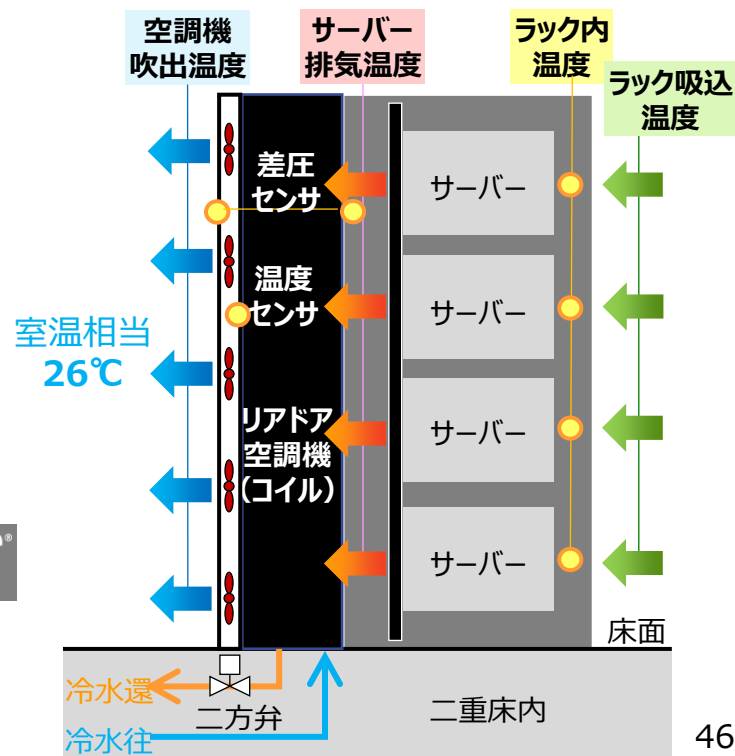 空調機
吹出温度
サーバー
排気温度
ラック内
温度
ラック吸込
温度
差圧
センサ
サーバー
温度
センサ
サーバー
室温相当
26℃
リアドア
空調機
(コイル)
サーバー
®
サーバー
床面
冷水還
二方弁
二重床内
冷水往
46